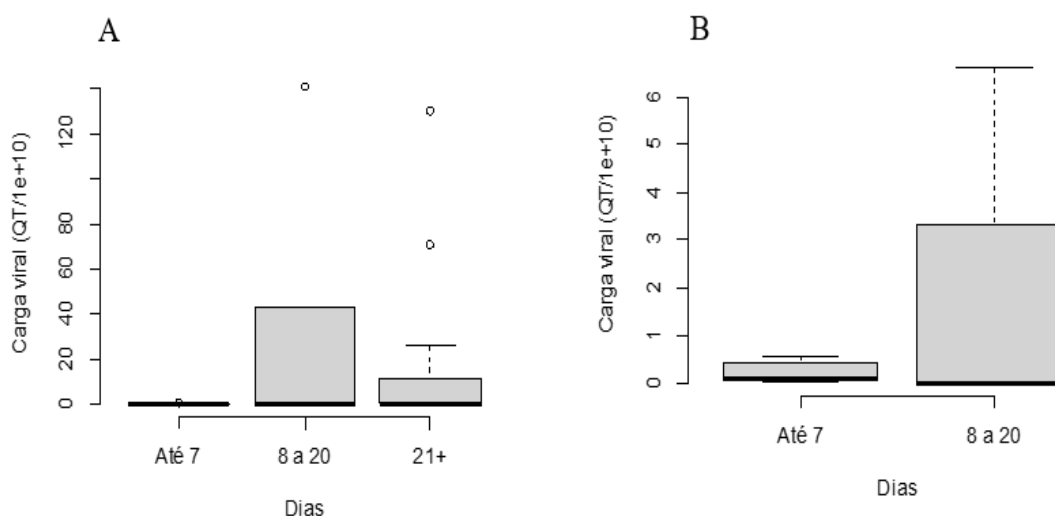 A
Carga viral (QT/1e+10)
120
80
60
40
20
0
Até 7
8 a 20
21+
Dias
B
Carga viral (QT/1e+10)
6
5
4
3
2
1
0
Até 7
8 a 20
Dias